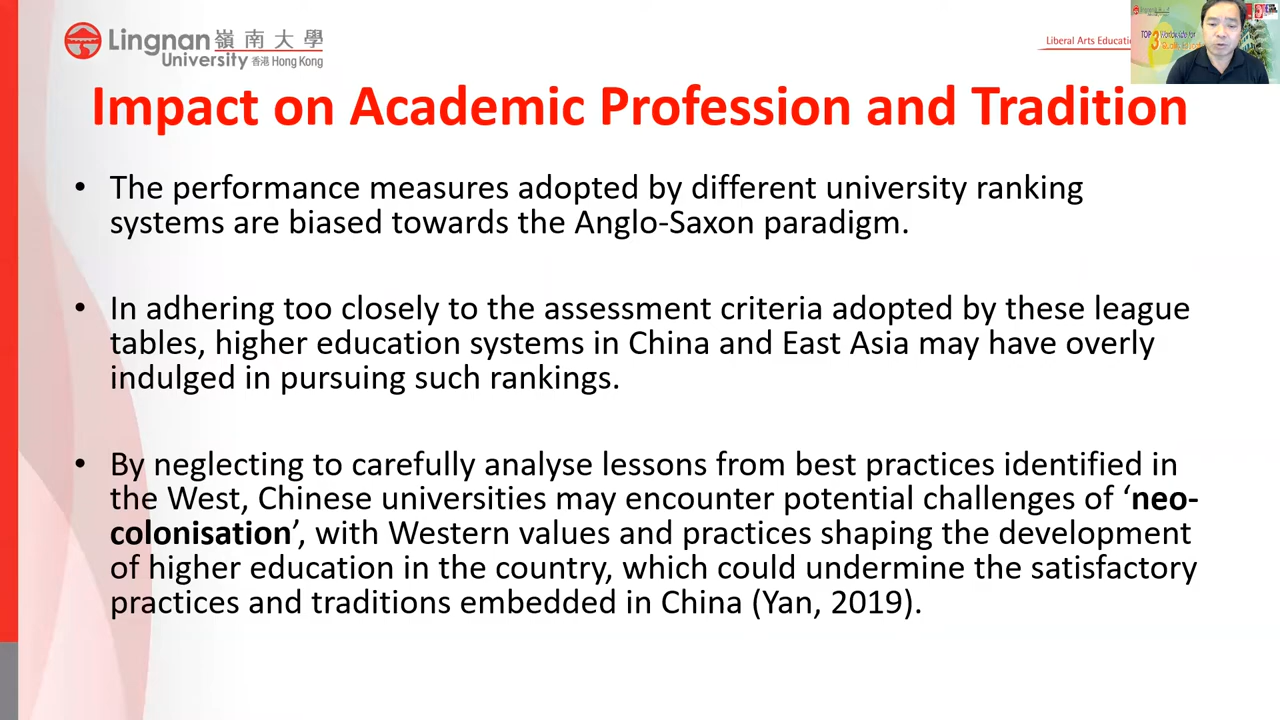 Lingnan 嶺南大學
University 香港 Hong Kong
Liberal Arts Educatio
TOP 3 Worldwide for
Impact on Academic Profession and Tradition
• The performance measures adopted by different university ranking
systems are biased towards the Anglo-Saxon paradigm.
• In adhering too closely to the assessment criteria adopted by these league
tables, higher education systems in China and East Asia may have overly
indulged in pursuing such rankings.
• By neglecting to carefully analyse lessons from best practices identified in
the West, Chinese universities may encounter potential challenges of ‘neo-
colonisation’, with Western values and practices shaping the development
of higher education in the country, which could undermine the satisfactory
practices and traditions embedded in China (Yan, 2019).